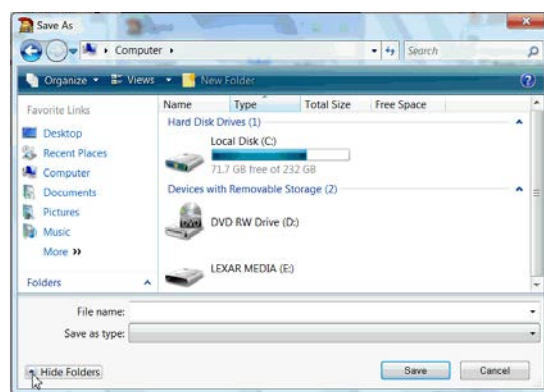 Save As
Computer
Search
Organize Views New Folder
Favorite Links
Desktop
Recent Places
Computer
Documents
Pictures
Music
More »
Folders
Name Type Total Size Free Space
Hard Disk Drives (1)
Local Disk (C:)
71.7 GB free of 232 GB
Devices with Removable Storage (2)
DVD
DVD RW Drive (D:)
LEXAR MEDIA (E:)
File name:
Save as type:
Hide Folders Save Cancel